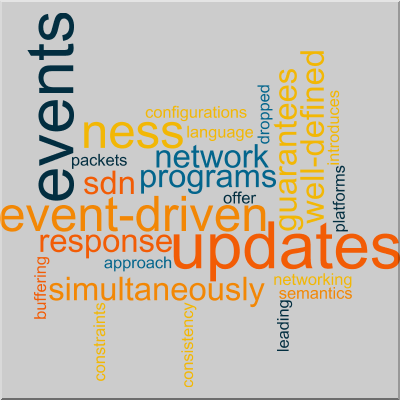 events
configurations
ness
language
dropped
guarantees
well-defined
introduces
packets
network
sdn
programs
offer
platforms
event-driven
response
updates
approach
buffering
simultaneously
networking
semantics
constraints
consistency
leading